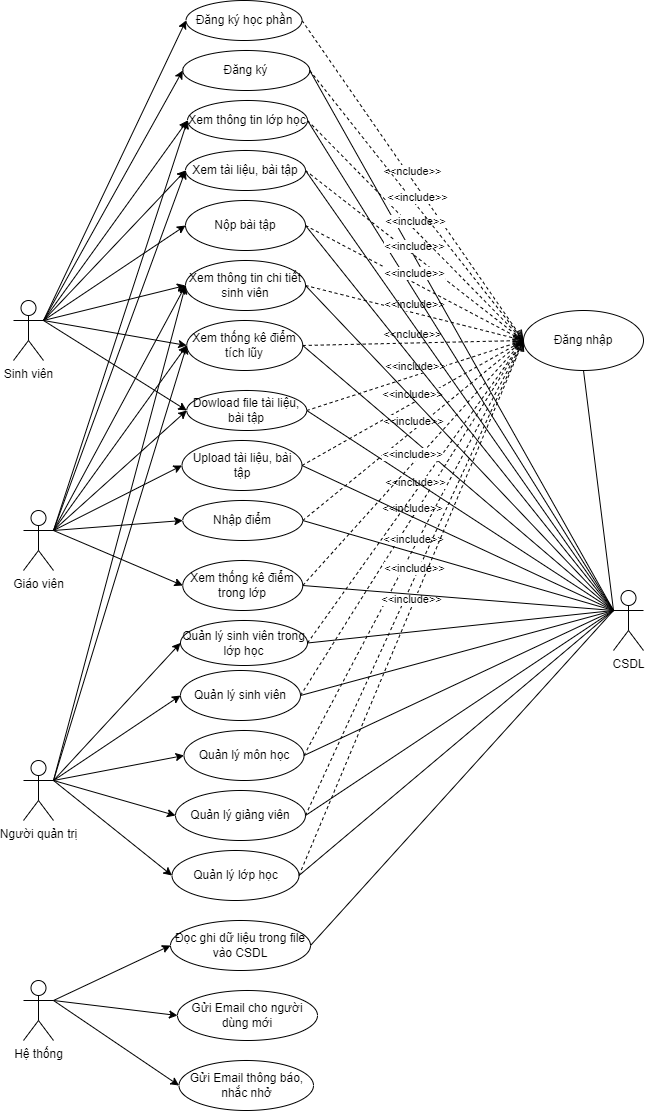 Đăng ký học phần
Đăng ký
Xem thông tin lớp học
Xem tài liệu, bài tập
<<nclude>>
<<include>>
Nộp bài tập
<<include>>
<<include>>
Xem thông tin chi tiết
sinh viên
<<include>>
<<include>>
Sinh viên
Xem thống kê điểm
tích lũy
<<include>>
Đăng nhập
<<include>>
Dowload file tài liệu,
bài tập
<<include>>
<<include>>
Upload tài liệu, bài
tập
<<include>>
<<include>>
Nhập điểm
<<include>>
<<include>>
Giáo viên
Xem thống kê điểm
trong lớp
<<include>>
<<include>>
Quản lý sinh viên trong
lớp học
CSDL
Quản lý sinh viên
Quản lý môn học
Quản lý giảng viên
Người quản trị
Quản lý lớp học
Đọc ghi dữ liệu trong file
vào CSDL
Gửi Email cho người
dùng mới
Hệ thống
Gửi Email thông báo,
nhắc nhở